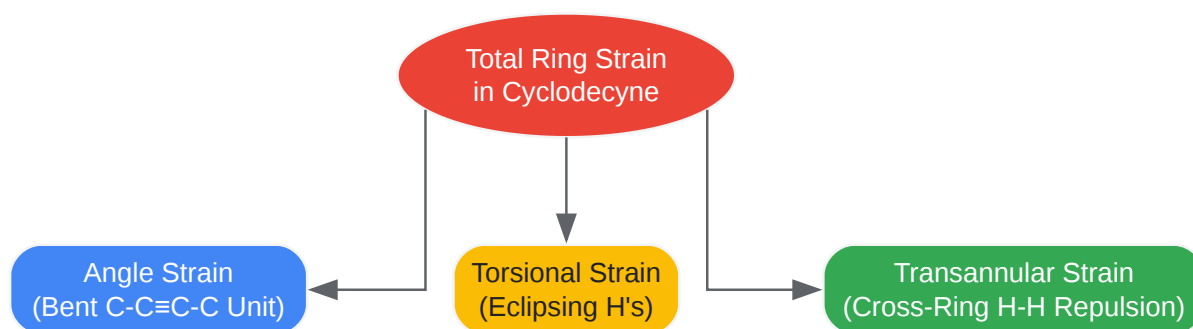 Total Ring Strain
in Cyclodecyne
Angle Strain
(Bent C-C≡C-C Unit)
Torsional Strain
(Eclipsing H's)
Transannular Strain
(Cross-Ring H-H Repulsion)